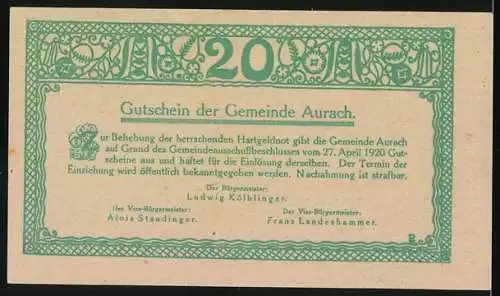 20
Gutschein der Gemeinde Aurach.
Zur Behebung der herrschenden Hartgeldnot gibt die Gemeinde Aurach
auf Grund des Gemeindeausschußbeschlusses vom 27. April 1920 Gut-
scheine aus und haftet für die Einlösung derselben. Der Termin der
Einziehung wird öffentlich bekanntgegeben werden. Nachahmung ist strafbar.
Der Bürgermeister:
Ludwig Kölblinger.
Der Vize-Bürgermeister: Der Vize-Bürgermeister:
Alois Staudinger. Franz Landeshammer.